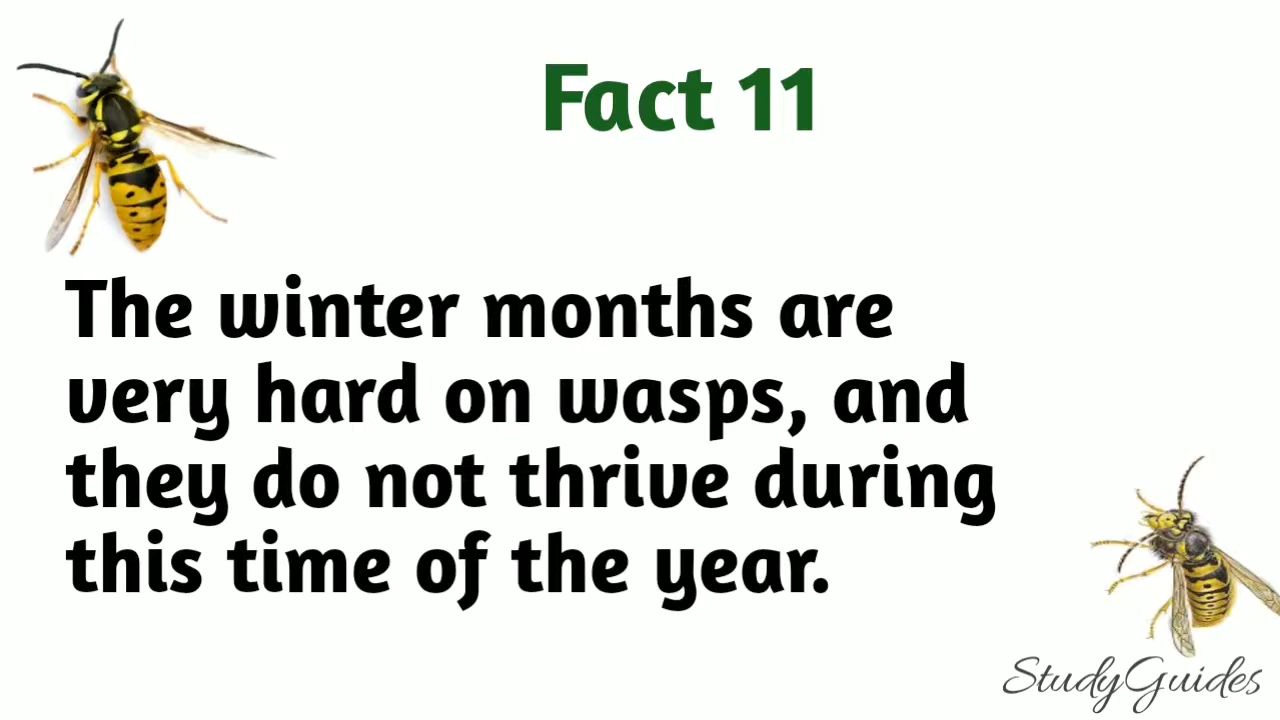 Fact 11
The winter months are
very hard on wasps, and
they do not thrive during
this time of the year.
StudyGuides